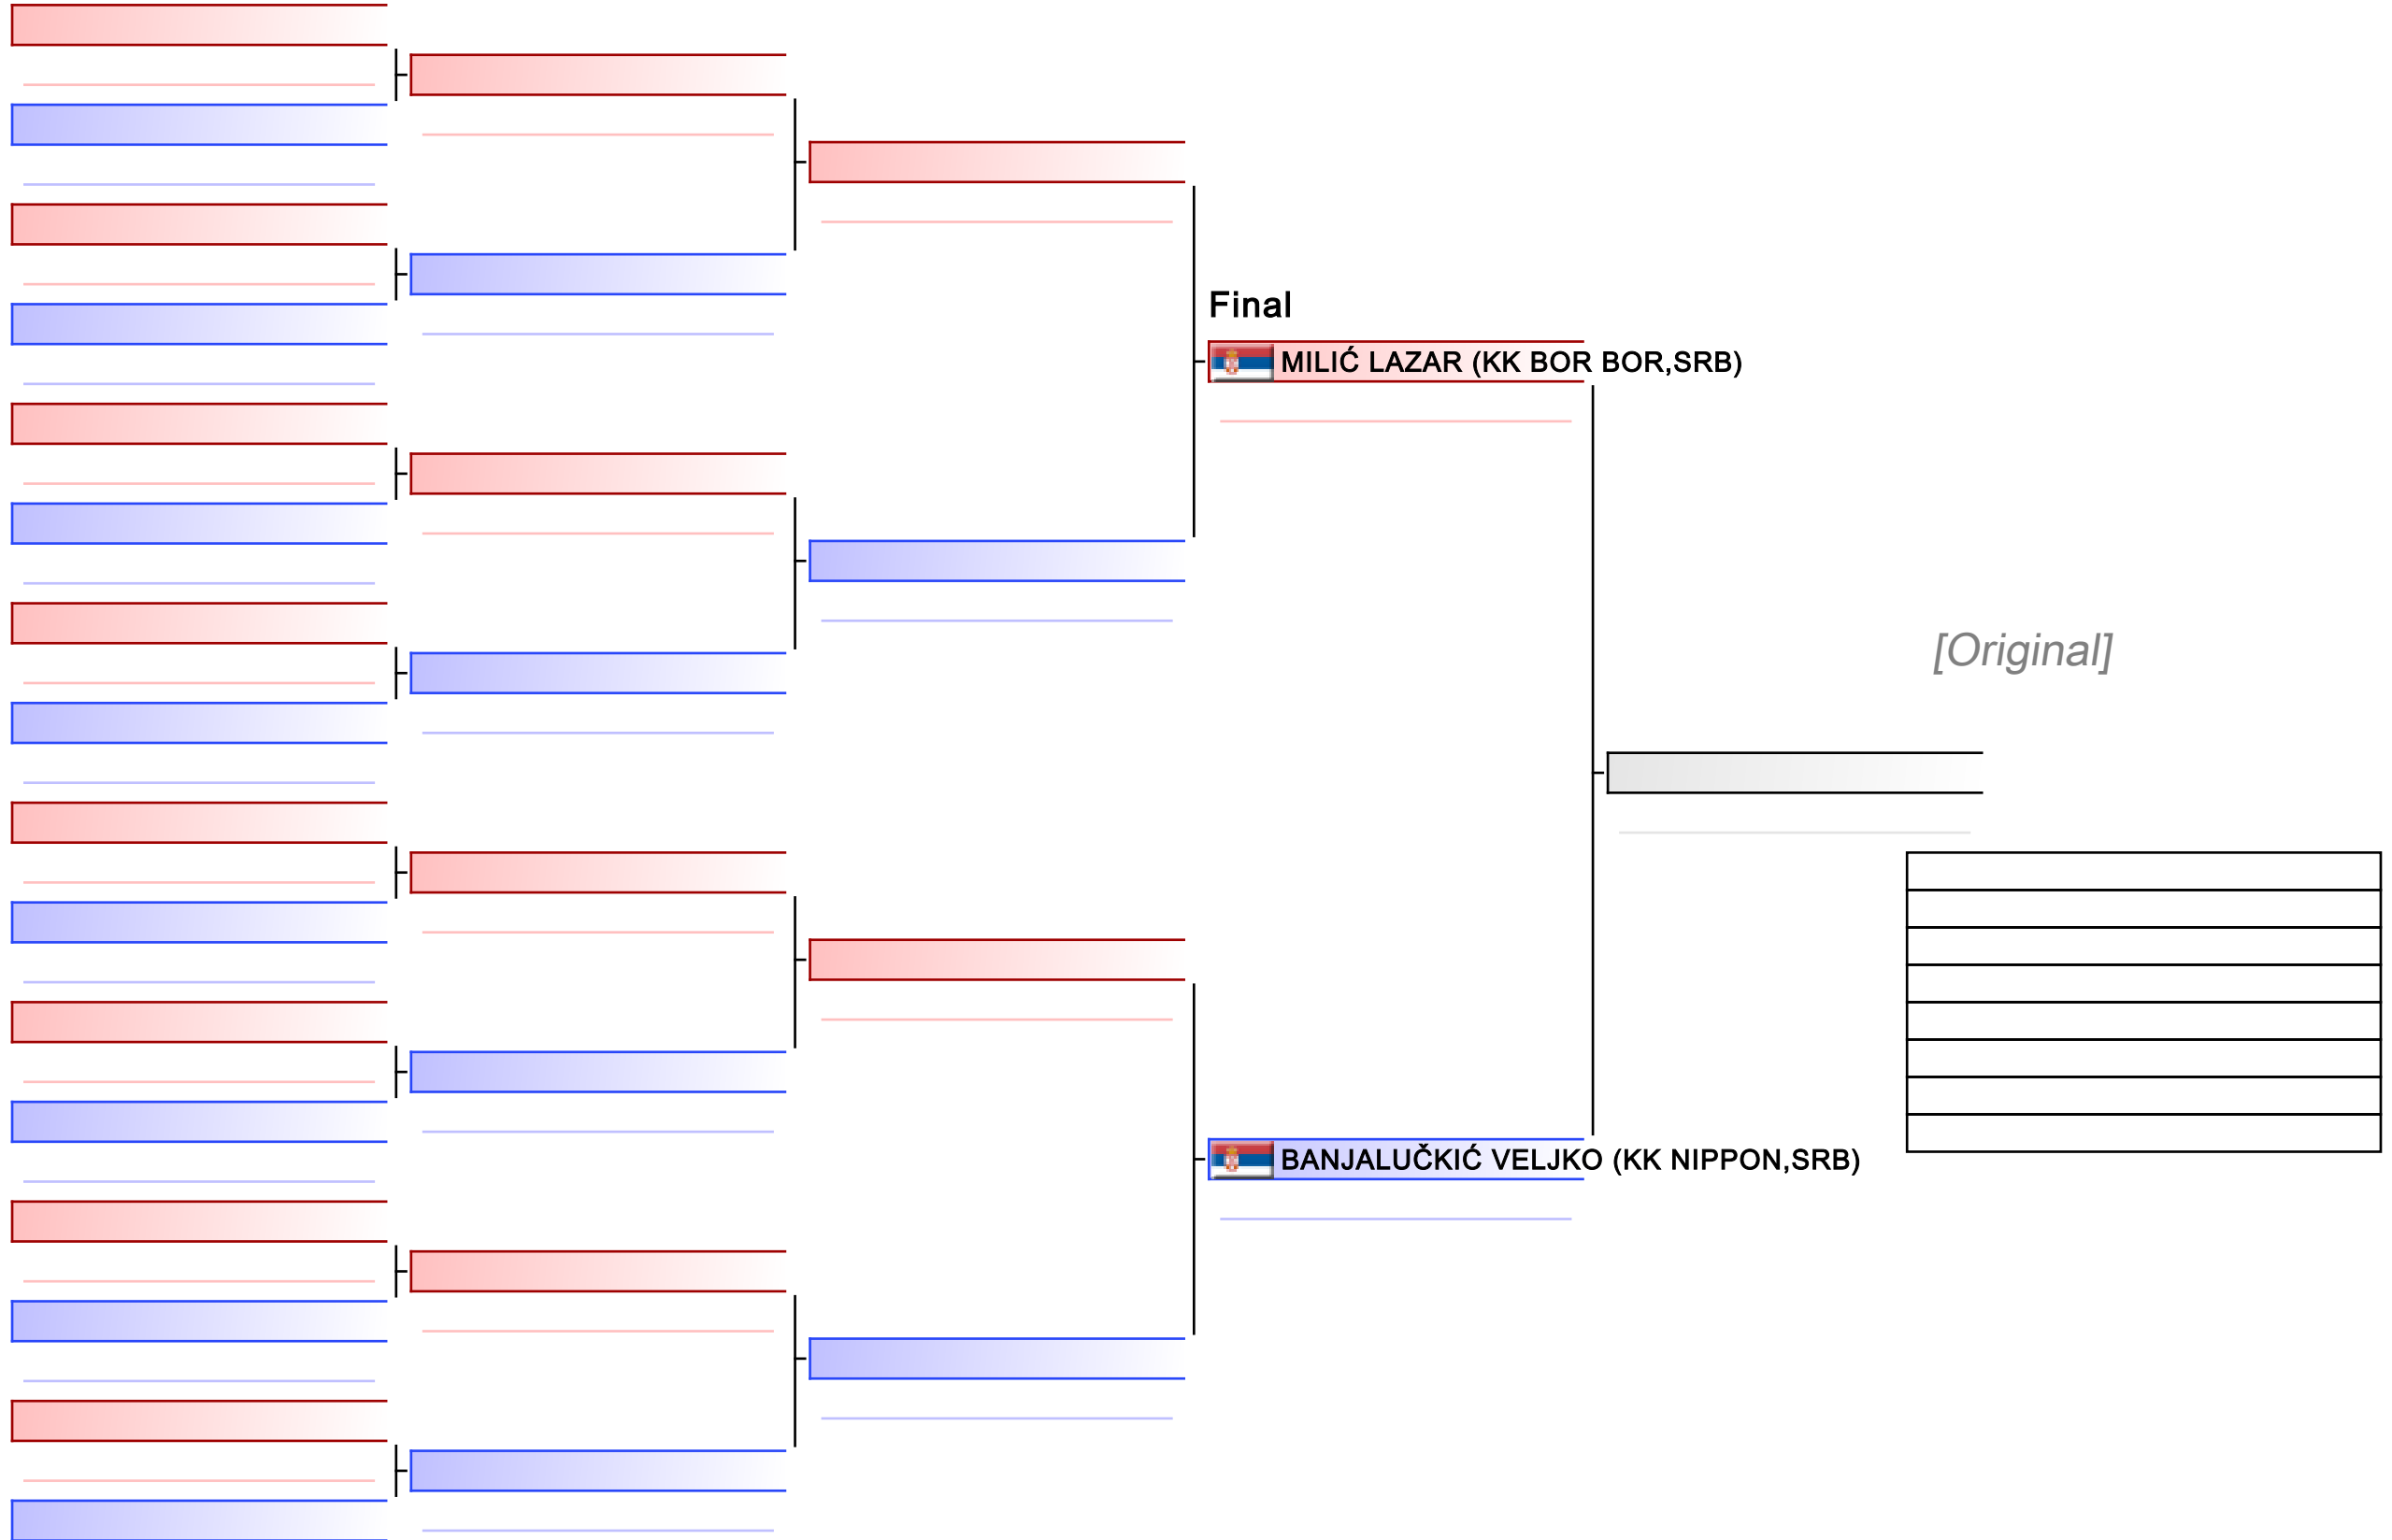 Final
MILIĆ LAZAR (KK BOR BOR,SRB)
[Original]
BANJALUČKIĆ VELJKO (KK NIPPON,SRB)